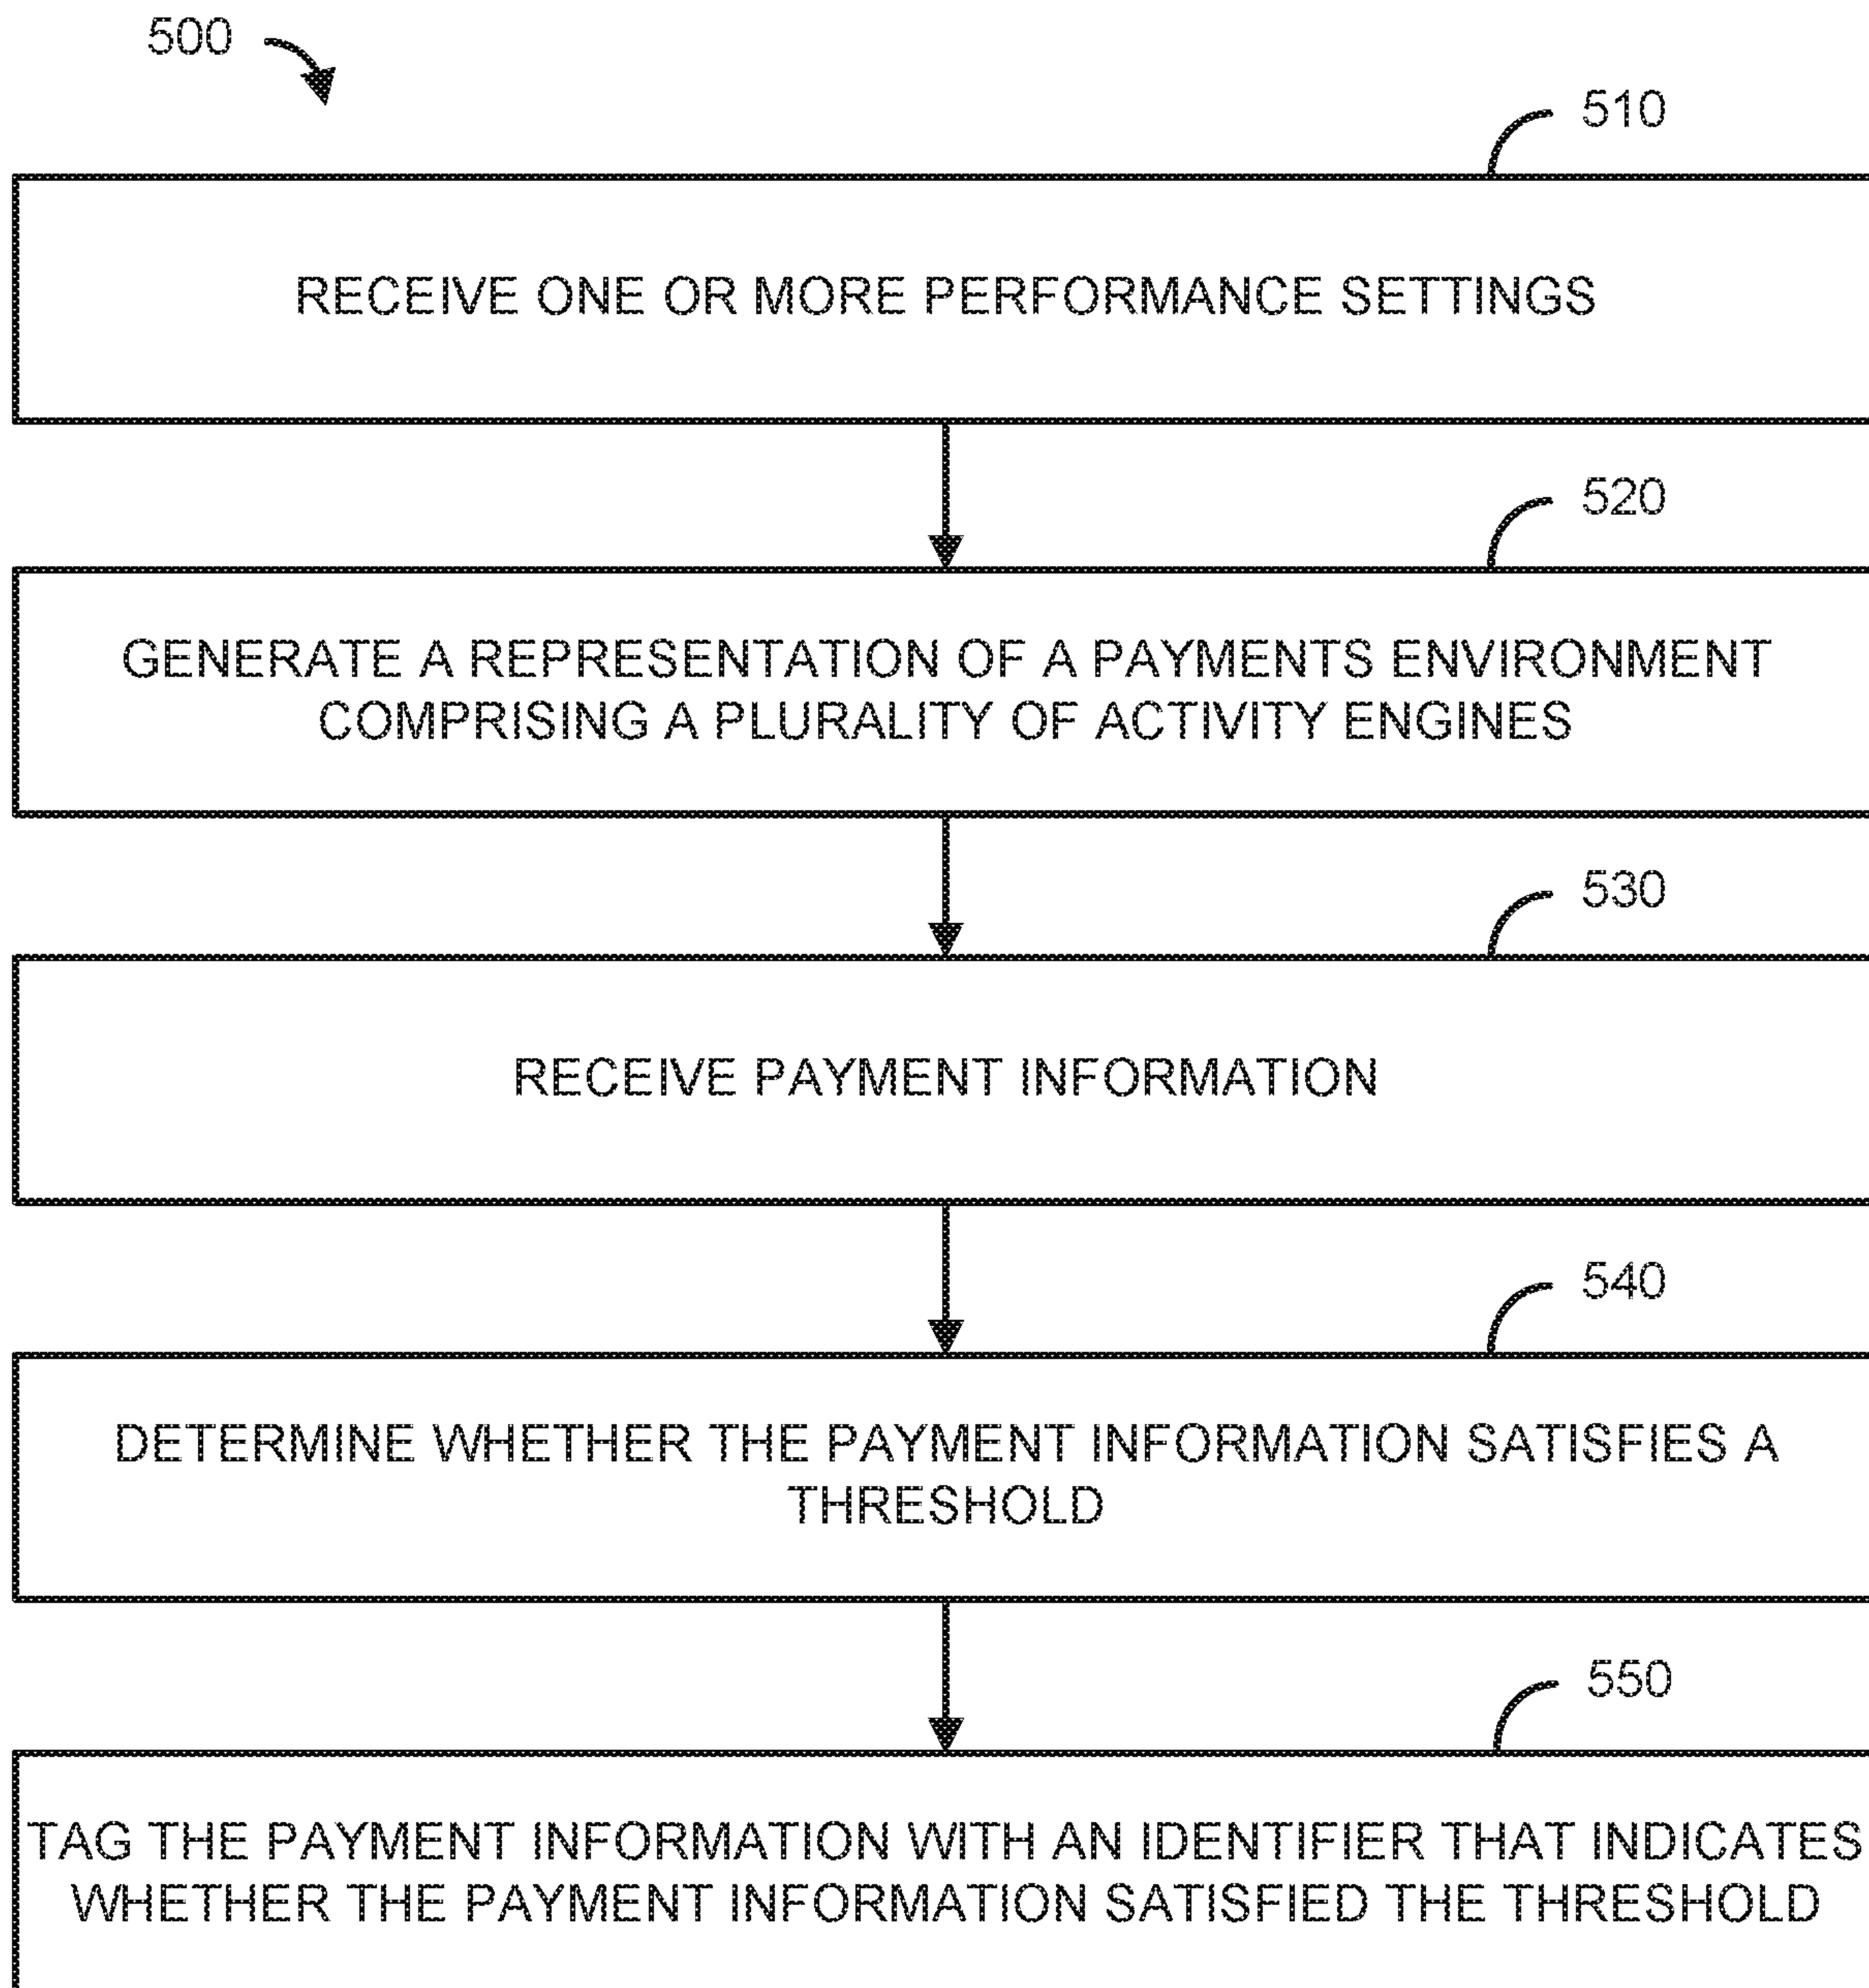 500
510
RECEIVE ONE OR MORE PERFORMANCE SETTINGS
520
GENERATE A REPRESENTATION OF A PAYMENTS ENVIRONMENT
COMPRISING A PLURALITY OF ACTIVITY ENGINES
530
RECEIVE PAYMENT INFORMATION
540
DETERMINE WHETHER THE PAYMENT INFORMATION SATISFIES A
THRESHOLD
550
TAG THE PAYMENT INFORMATION WITH AN IDENTIFIER THAT INDICATES
WHETHER THE PAYMENT INFORMATION SATISFIED THE THRESHOLD